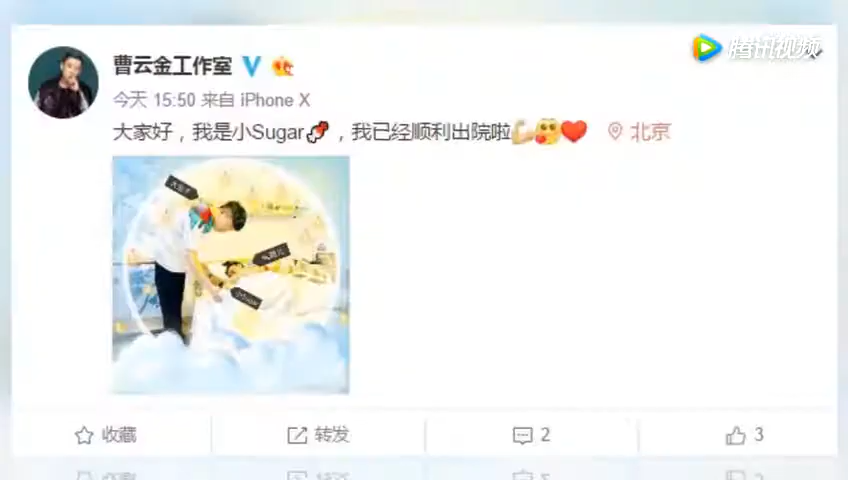 腾讯视频
曹云金工作室
今天 15:50 来自 iPhone X
大家好，我是小Sugar，我已经顺利出院啦 北京
收藏
转发
2
3